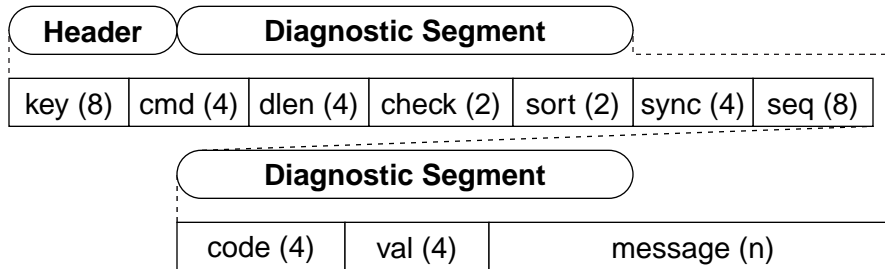 Header Diagnostic Segment
key (8) cmd (4) dlen (4) check (2) sort (2) sync (4) seq (8)
Diagnostic Segment
code (4) val (4) message (n)